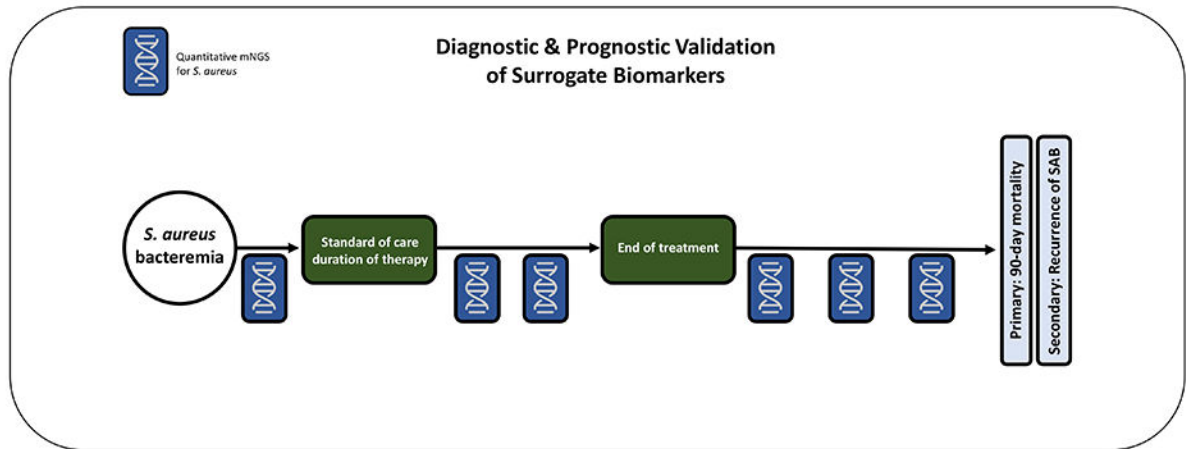 Quantitative mNGS
for S. aureus
Diagnostic & Prognostic Validation
of Surrogate Biomarkers
S. aureus
bacteremia
Standard of care
duration of therapy
End of treatment
Primary: 90-day mortality
Secondary: Recurrence of SAB